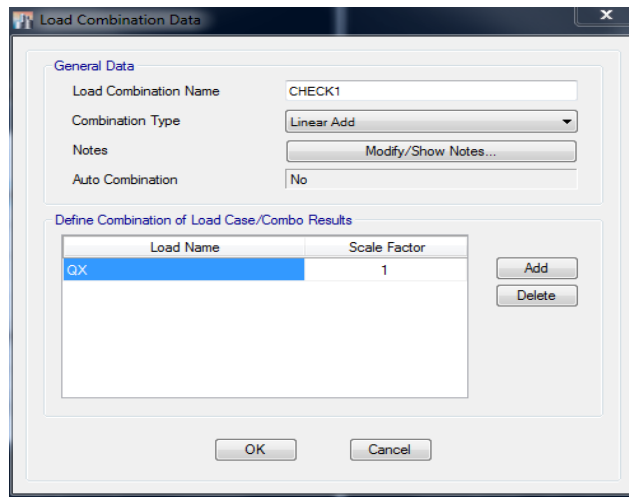 Load Combination Data
x
General Data
Load Combination Name CHECK1
Combination Type Linear Add
Notes Modify/Show Notes...
Auto Combination No
Define Combination of Load Case/Combo Results
Load Name Scale Factor
QX 1
Add
Delete
OK Cancel